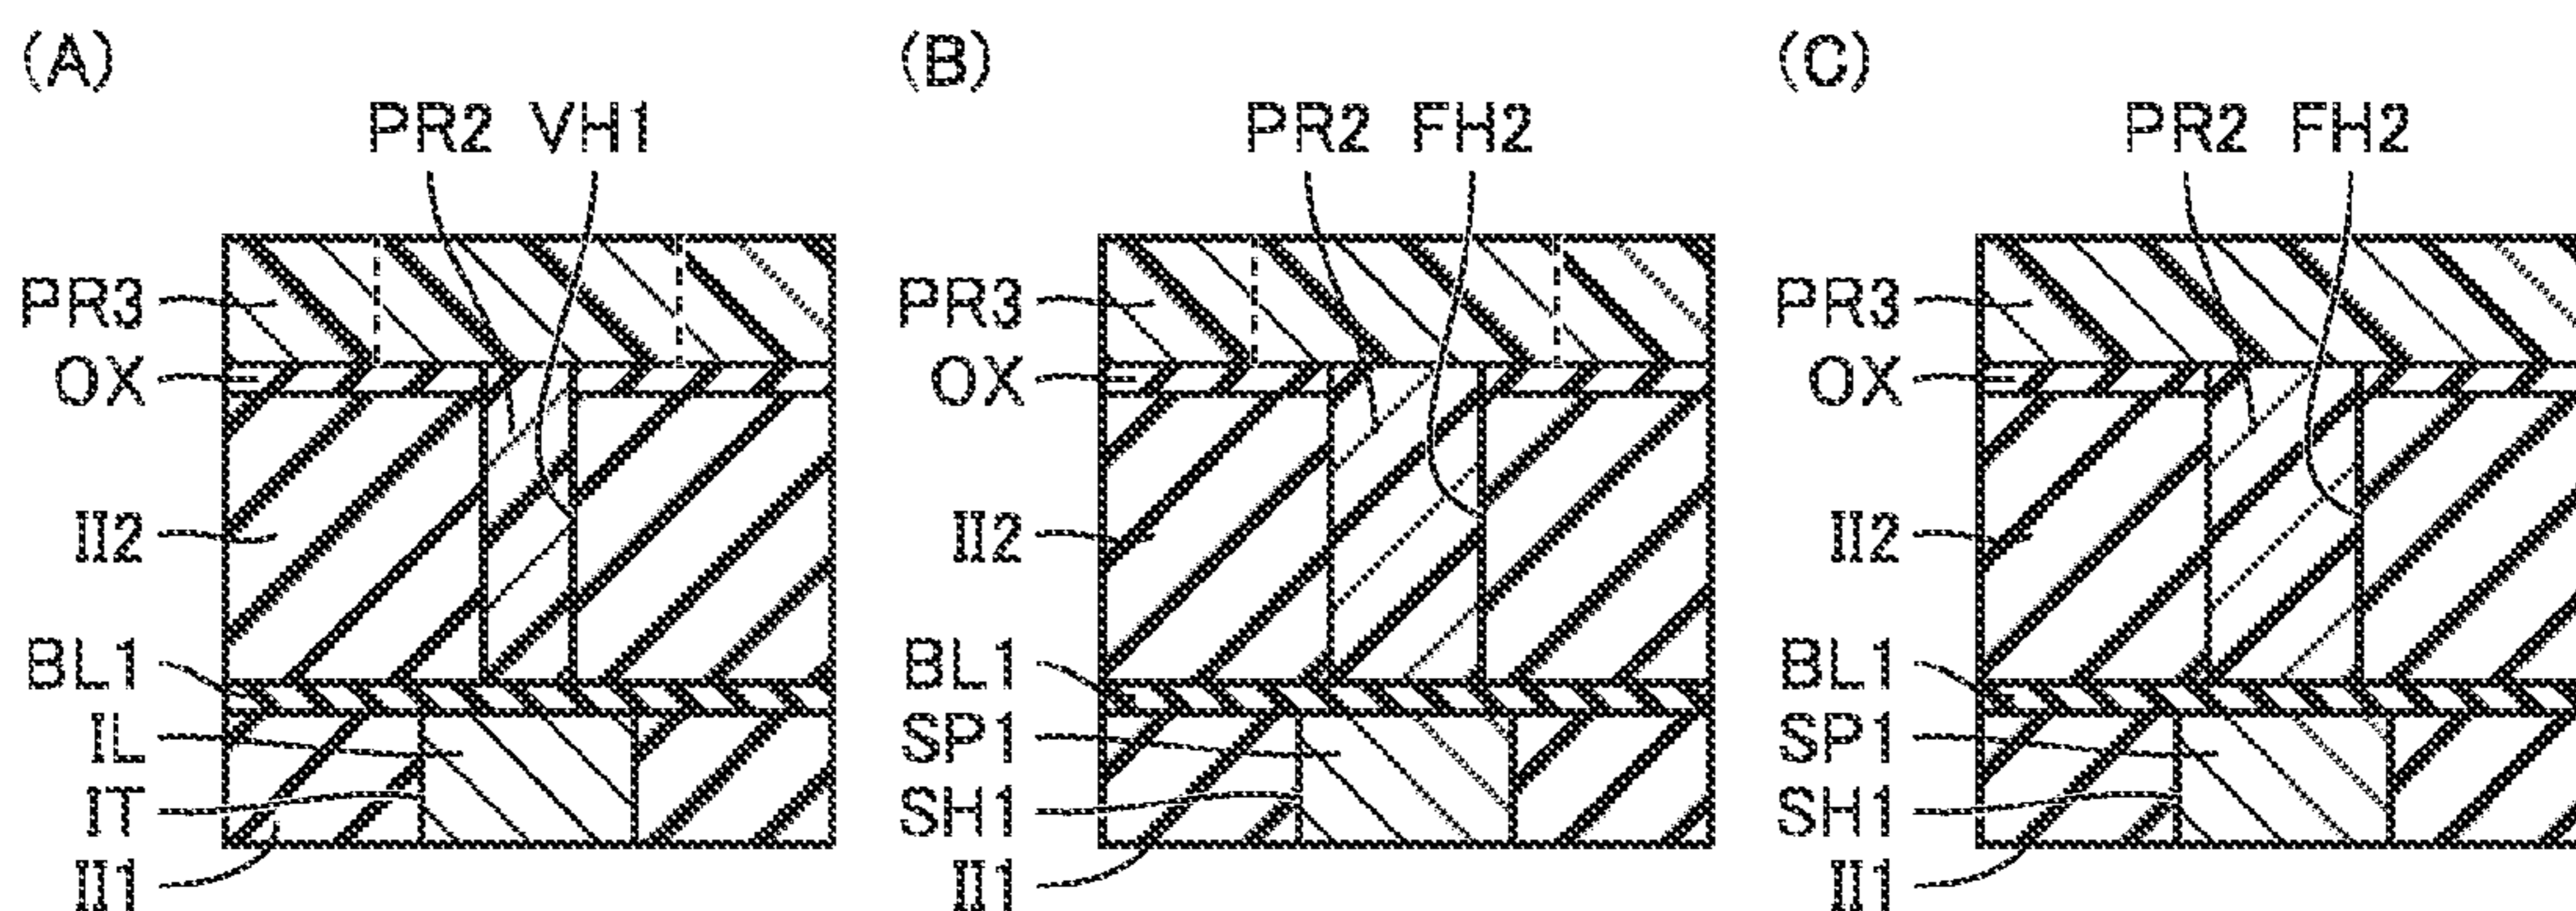 (A)
PR2 VH1
PR3
OX
II2
BL1
IL
IT
II1
(B)
PR2 FH2
PR3
OX
II2
BL1
SP1
SH1
II1
(C)
PR2 FH2
PR3
OX
II2
BL1
SP1
SH1
II1